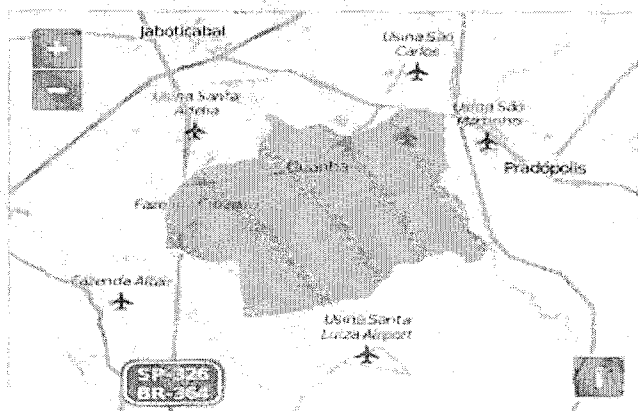 Jaboticabal
Usina São
Carlos
+
−
Usina Santa
Adélia
Usina São
Martinho
Guariba
Pradópolis
Fazenda
Fazenda Altair
Usina Santa
Luiza Airport
SP-326
BR-364
i